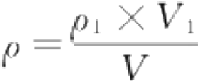 ρ = ρ₁ × V₁ / V